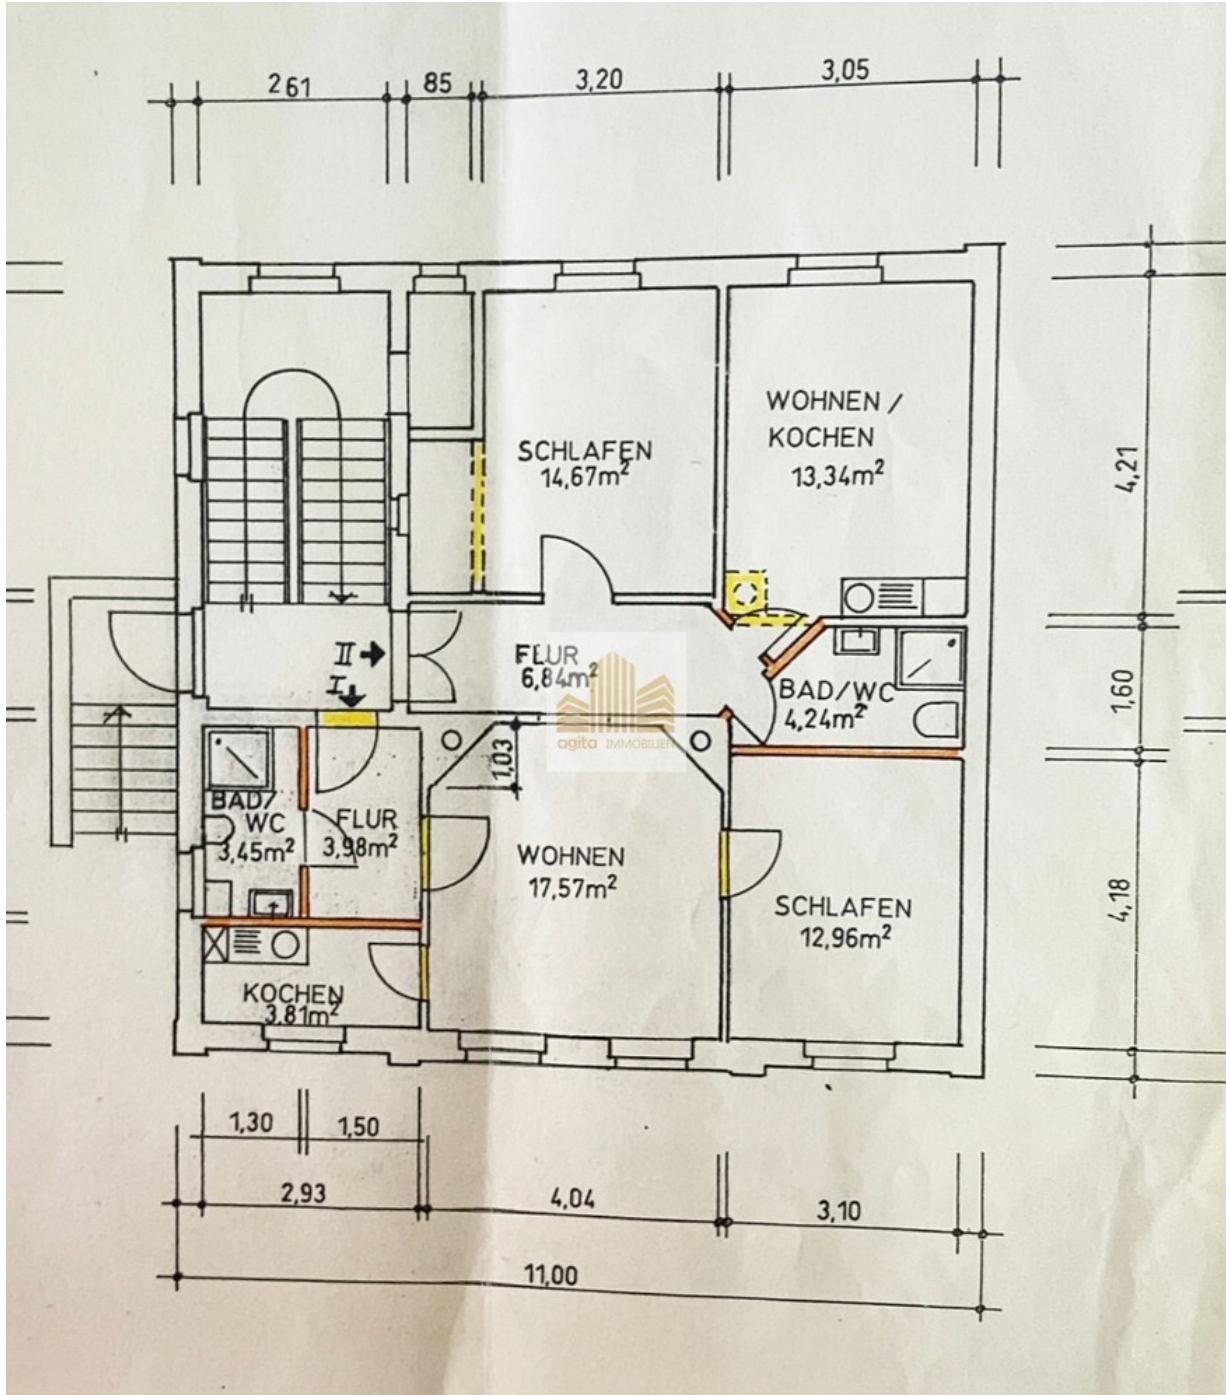 2 61
85
3,20
3,05
WOHNEN /
KOCHEN
13,34m²
SCHLAFEN
14,67m²
4,21
II
I
FLUR
6,84m²
BAD/WC
4,24m²
1,60
agita IMMOBILIEN
1,03
BAD/
WC
3,45m²
FLUR
3,98m²
WOHNEN
17,57m²
SCHLAFEN
12,96m²
4,18
KOCHEN
3,81m²
1,30
1,50
2,93
4,04
3,10
11,00